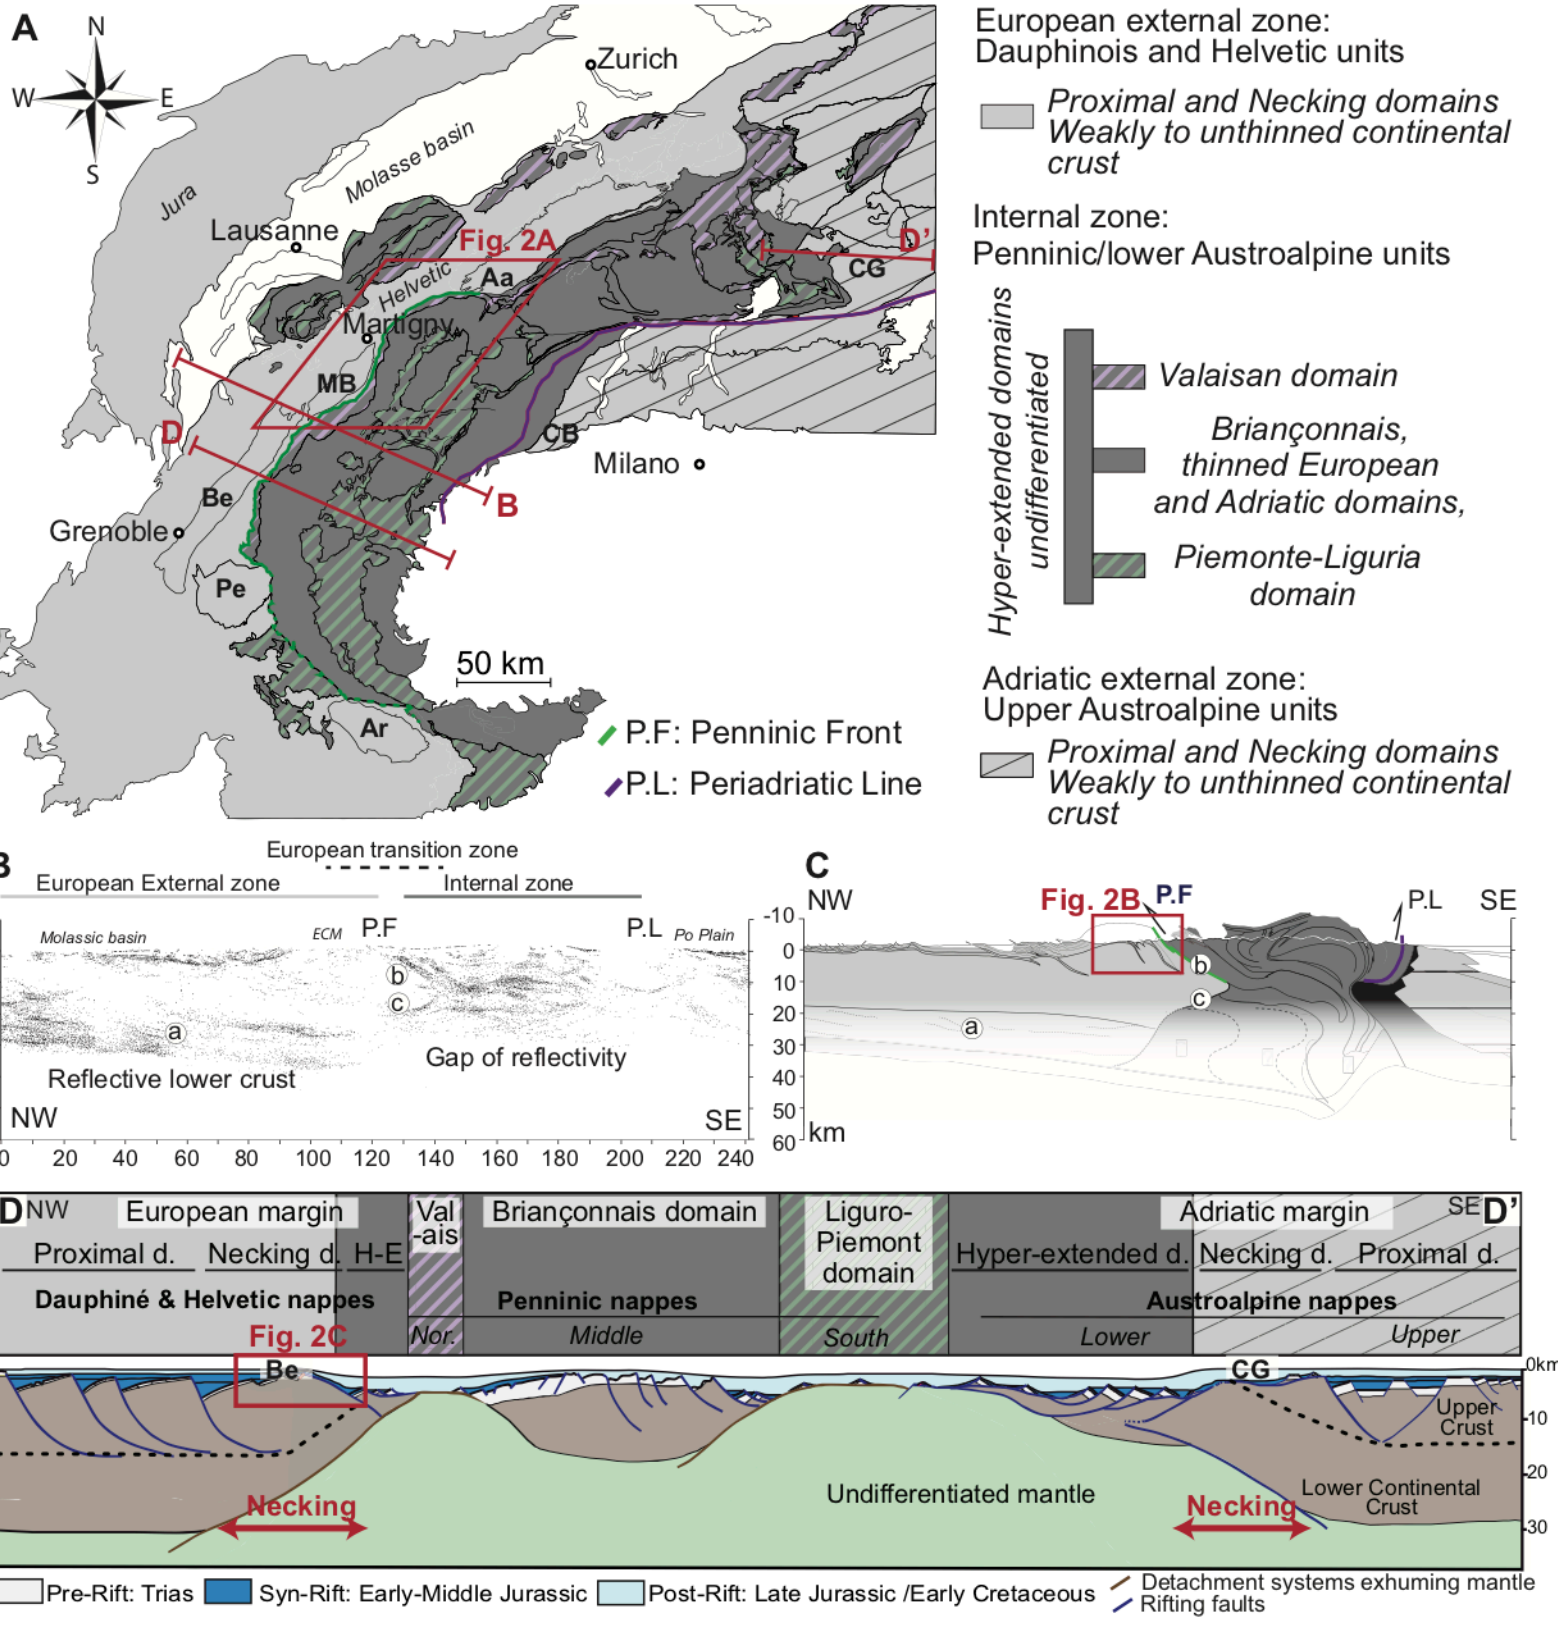 A
N
W
E
S
Zurich
Molasse basin
Jura
Lausanne
Fig. 2A
Helvetic
Aa
D'
CG
Martigny
MB
D
CB
Milano
Be
B
Grenoble
Pe
50 km
Ar
P.F: Penninic Front
P.L: Periadriatic Line
European external zone:
Dauphinois and Helvetic units
Proximal and Necking domains
Weakly to unthinned continental
crust
Internal zone:
Penninic/lower Austroalpine units
Hyper-extended domains
undifferentiated
Valaisan domain
Briançonnais,
thinned European
and Adriatic domains,
Piemonte-Liguria
domain
Adriatic external zone:
Upper Austroalpine units
Proximal and Necking domains
Weakly to unthinned continental
crust
B
European transition zone
European External zone
Internal zone
Molassic basin
ECM
P.F
P.L
Po Plain
b
c
a
Gap of reflectivity
Reflective lower crust
NW
SE
0 20 40 60 80 100 120 140 160 180 200 220 240
C
NW
Fig. 2B
P.F
P.L
SE
-10
0
10
20
30
40
50
60
km
b
c
a
D NW
European margin
Val
-ais
Briançonnais domain
Liguro-
Piemont
domain
Adriatic margin
SE D'
Proximal d.
Necking d.
H-E
Hyper-extended d.
Necking d.
Proximal d.
Dauphiné & Helvetic nappes
Penninic nappes
Austroalpine nappes
Nor.
Middle
South
Lower
Upper
Fig. 2C
Be
CG
0km
Upper
Crust
-10
-20
Undifferentiated mantle
Lower Continental
Crust
Necking
Necking
-30
Pre-Rift: Trias
Syn-Rift: Early-Middle Jurassic
Post-Rift: Late Jurassic /Early Cretaceous
Detachment systems exhuming mantle
Rifting faults